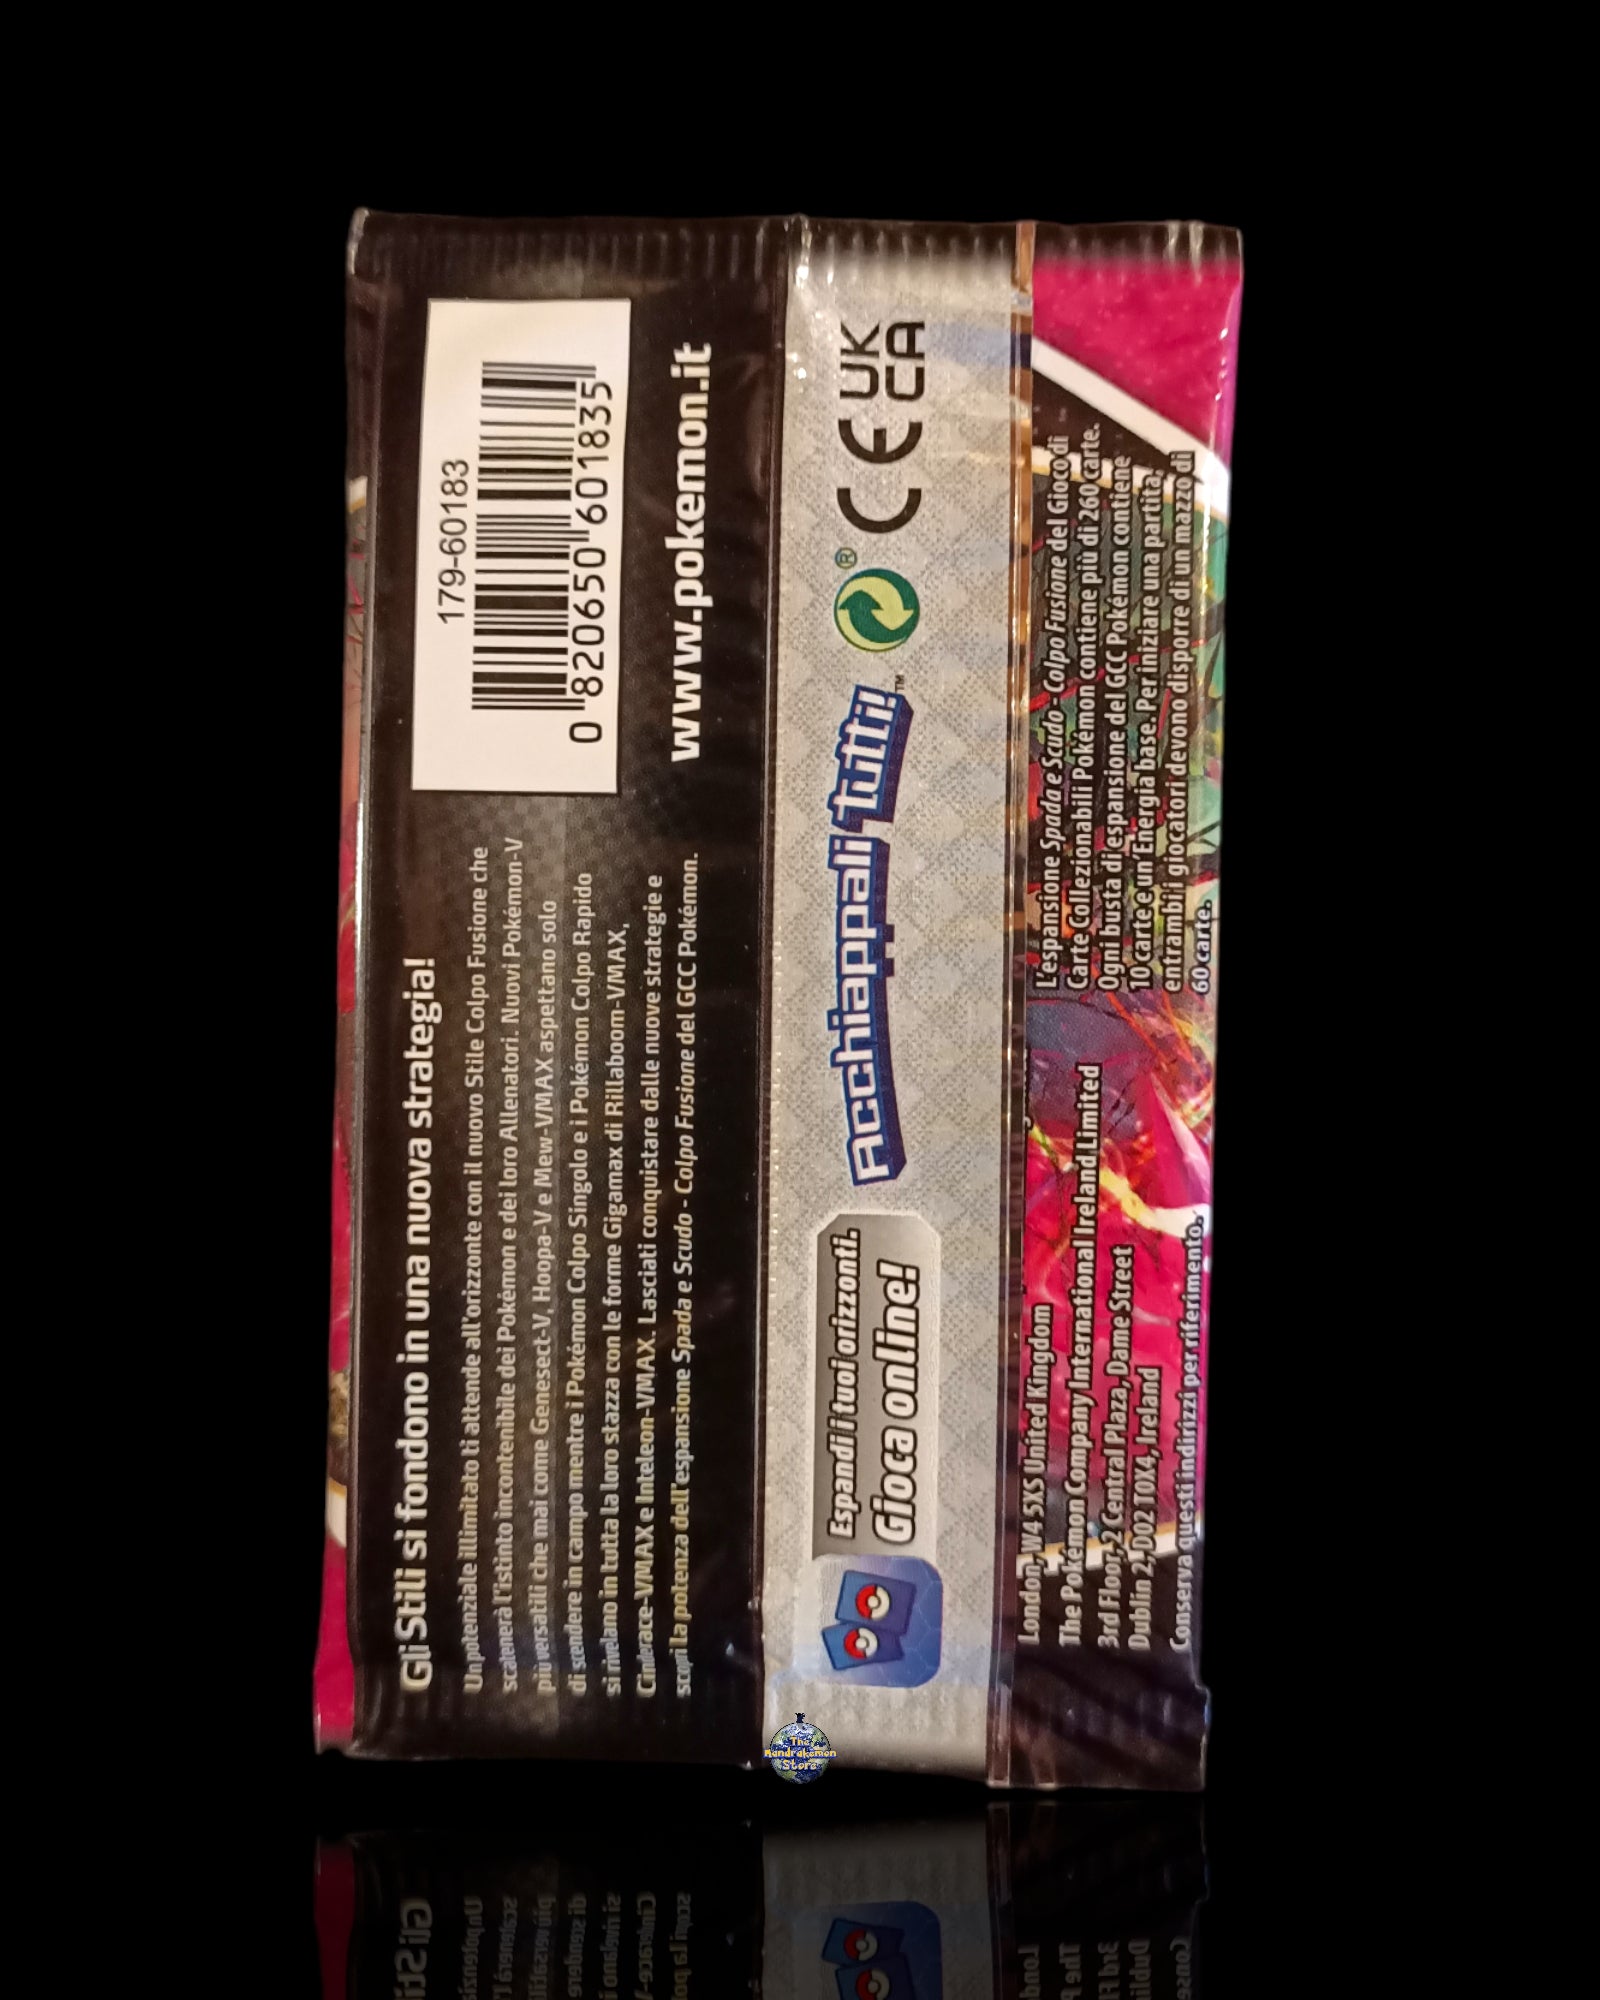 Gli Stili si fondono in una nuova strategia!
Un potenziale illimitato ti attende all'orizzonte con il nuovo Stile Colpo Fusione che
scatenerà l'istinto incontenibile dei Pokémon e dei loro Allenatori. Nuovi Pokémon-V
più versatili che mai come Genesect-V, Hoopa-V e Mew-VMAX aspettano solo
di scendere in campo mentre i Pokémon Colpo Singolo e i Pokémon Colpo Rapido
si rivelano in tutta la loro stazza con le forme Gigamax di Rillaboom-VMAX,
Cinderace-VMAX e Inteleon-VMAX. Lasciati conquistare dalle nuove strategie e
scopri la potenza dell'espansione Spada e Scudo - Colpo Fusione del GCC Pokémon.
179-60183
0 820650 601835
www.pokemon.it
Espandi i tuoi orizzonti.
Gioca online!
Acchiappali tutti!™
®
CE
UK
CA
London, W4 5XS United Kingdom
The Pokémon Company International Ireland Limited
3rd Floor, 52 Central Plaza, Dame Street
Dublin 2, D02 T0X4, Ireland
Conserva questi indirizzi per riferimento.
L'espansione Spada e Scudo - Colpo Fusione del Gioco di
Carte Collezionabili Pokémon contiene più di 260 carte.
Ogni busta di espansione del GCC Pokémon contiene
10 carte e un'Energia base. Per iniziare una partita,
entrambi i giocatori devono disporre di un mazzo di
60 carte.
The
Mandrakemon
Store